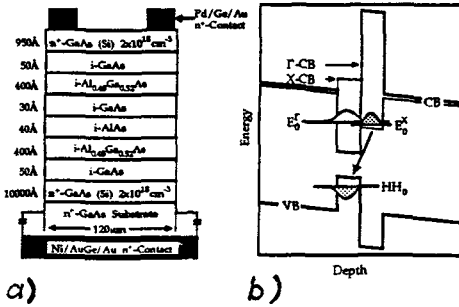 Pd/Ge/Au
n⁺-Contact
950Å n⁺-GaAs (Si) 2x10¹⁸cm⁻³
50Å i-GaAs
400Å i-Al₀.₄₈Ga₀.₅₂As
30Å i-GaAs
40Å i-AlAs
400Å i-Al₀.₄₈Ga₀.₅₂As
50Å i-GaAs
10000Å n⁺-GaAs (Si) 2x10¹⁸cm⁻³
n⁺-GaAs Substrate
120um
Ni/AuGe/Au n⁺-Contact
a)
Γ-CB
X-CB
CB
E₀Γ
E₀X
HH₀
VB
Energy
Depth
b)